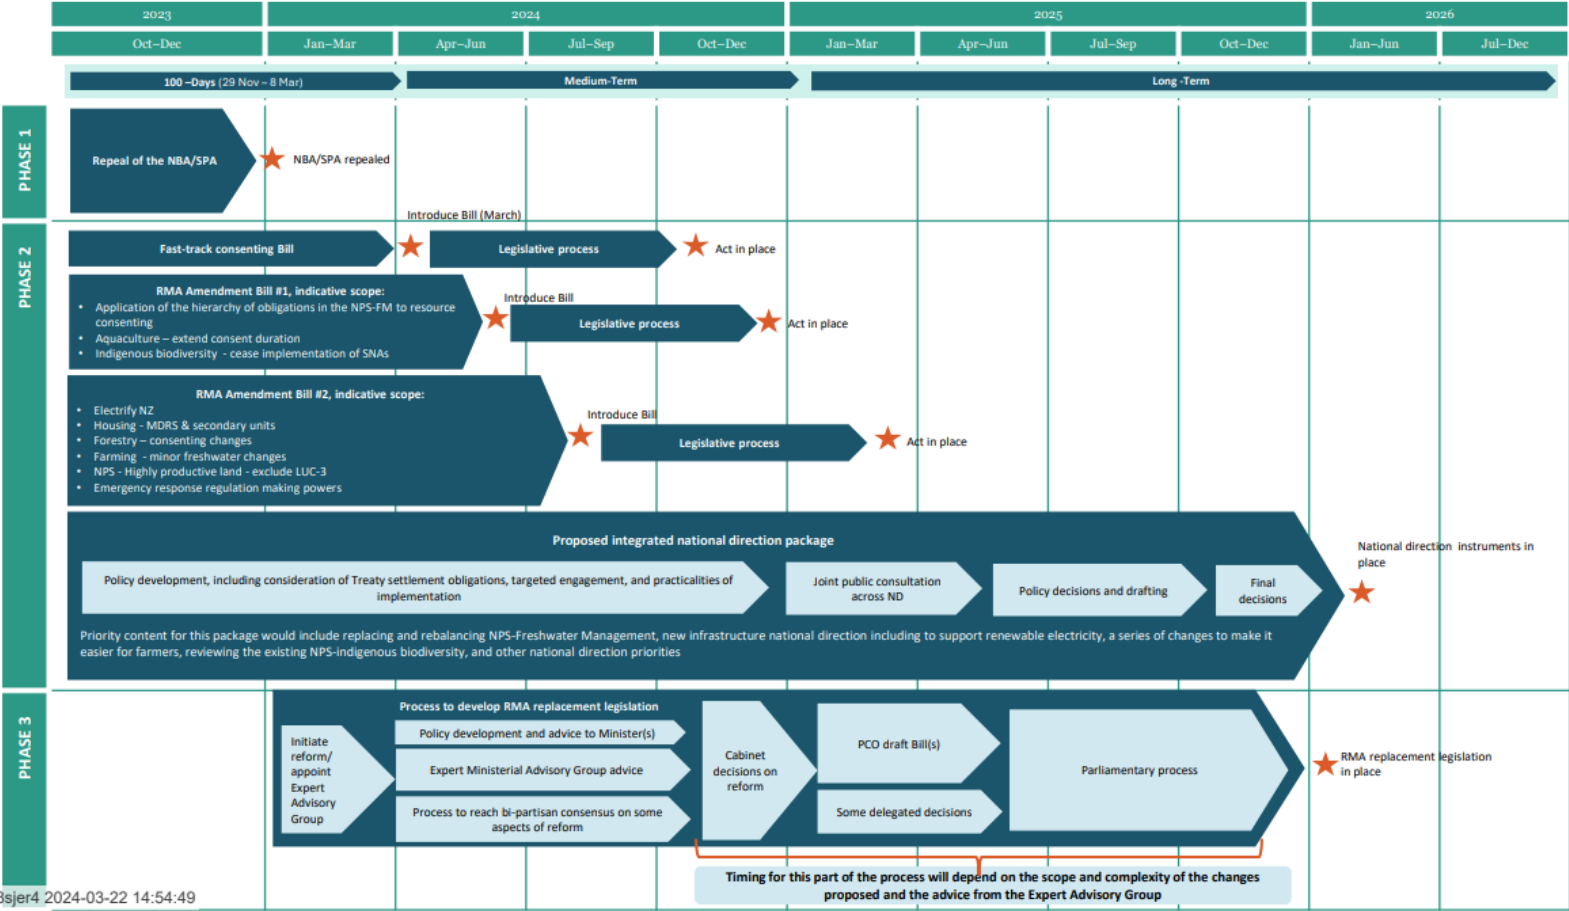 2023
2024
2025
2026
Oct–Dec
Jan–Mar
Apr–Jun
Jul–Sep
Oct–Dec
Jan–Mar
Apr–Jun
Jul–Sep
Oct–Dec
Jan–Jun
Jul–Dec
100 –Days (29 Nov – 8 Mar)
Medium-Term
Long -Term
PHASE 1
Repeal of the NBA/SPA
NBA/SPA repealed
PHASE 2
Introduce Bill (March)
Fast-track consenting Bill
Legislative process
Act in place
RMA Amendment Bill #1, indicative scope:
• Application of the hierarchy of obligations in the NPS-FM to resource
consenting
• Aquaculture – extend consent duration
• Indigenous biodiversity - cease implementation of SNAs
Introduce Bill
Legislative process
Act in place
RMA Amendment Bill #2, indicative scope:
• Electrify NZ
• Housing - MDRS & secondary units
• Forestry – consenting changes
• Farming - minor freshwater changes
• NPS - Highly productive land - exclude LUC-3
• Emergency response regulation making powers
Introduce Bill
Legislative process
Act in place
Proposed integrated national direction package
Policy development, including consideration of Treaty settlement obligations, targeted engagement, and practicalities of
implementation
Joint public consultation
across ND
Policy decisions and drafting
Final
decisions
National direction instruments in
place
Priority content for this package would include replacing and rebalancing NPS-Freshwater Management, new infrastructure national direction including to support renewable electricity, a series of changes to make it
easier for farmers, reviewing the existing NPS-indigenous biodiversity, and other national direction priorities
PHASE 3
Process to develop RMA replacement legislation
Initiate
reform/
appoint
Expert
Advisory
Group
Policy development and advice to Minister(s)
Expert Ministerial Advisory Group advice
Process to reach bi-partisan consensus on some
aspects of reform
Cabinet
decisions on
reform
PCO draft Bill(s)
Some delegated decisions
Parliamentary process
RMA replacement legislation
in place
Timing for this part of the process will depend on the scope and complexity of the changes
proposed and the advice from the Expert Advisory Group
8sjer4 2024-03-22 14:54:49